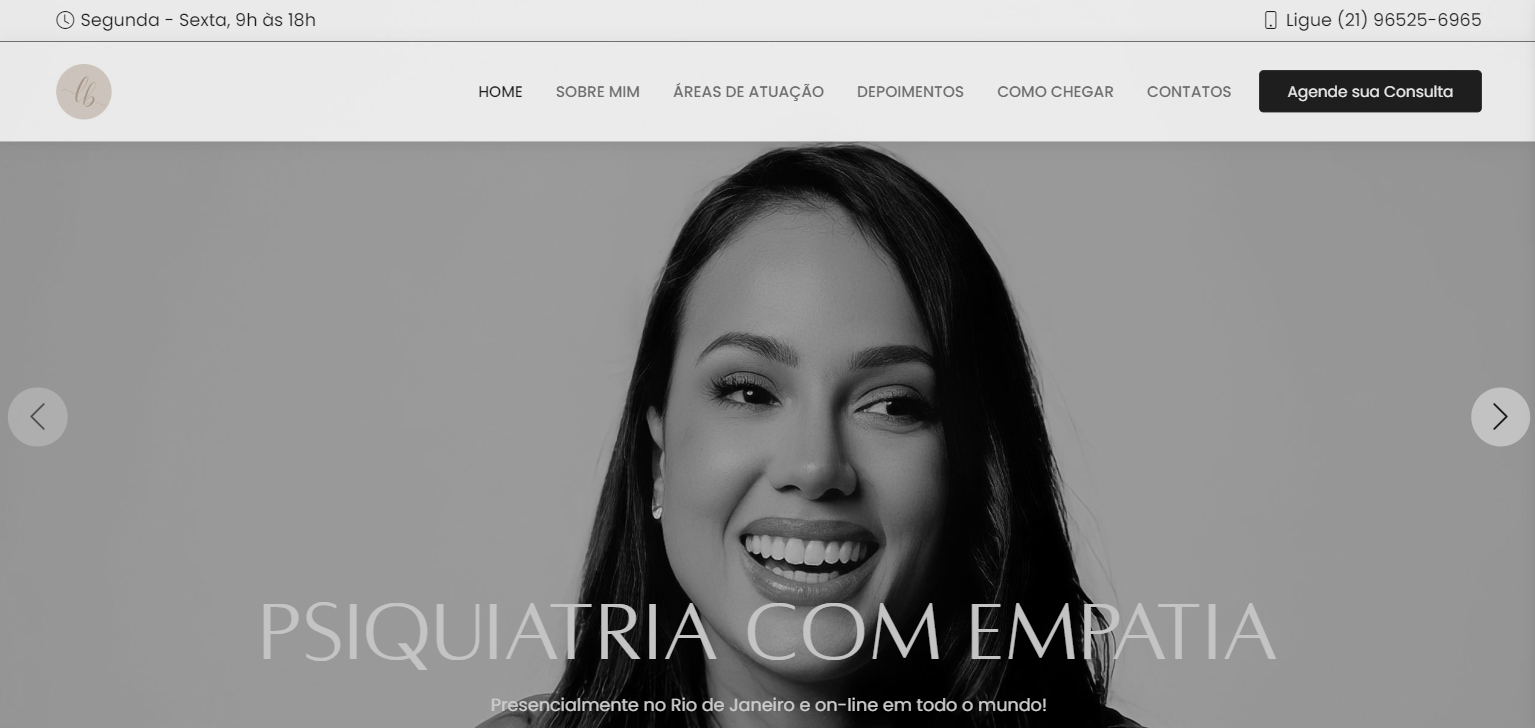 Segunda - Sexta, 9h às 18h
Ligue (21) 96525-6965
lb
HOME SOBRE MIM ÁREAS DE ATUAÇÃO DEPOIMENTOS COMO CHEGAR CONTATOS Agende sua Consulta
PSIQUIATRIA COM EMPATIA
Presencialmente no Rio de Janeiro e on-line em todo o mundo!